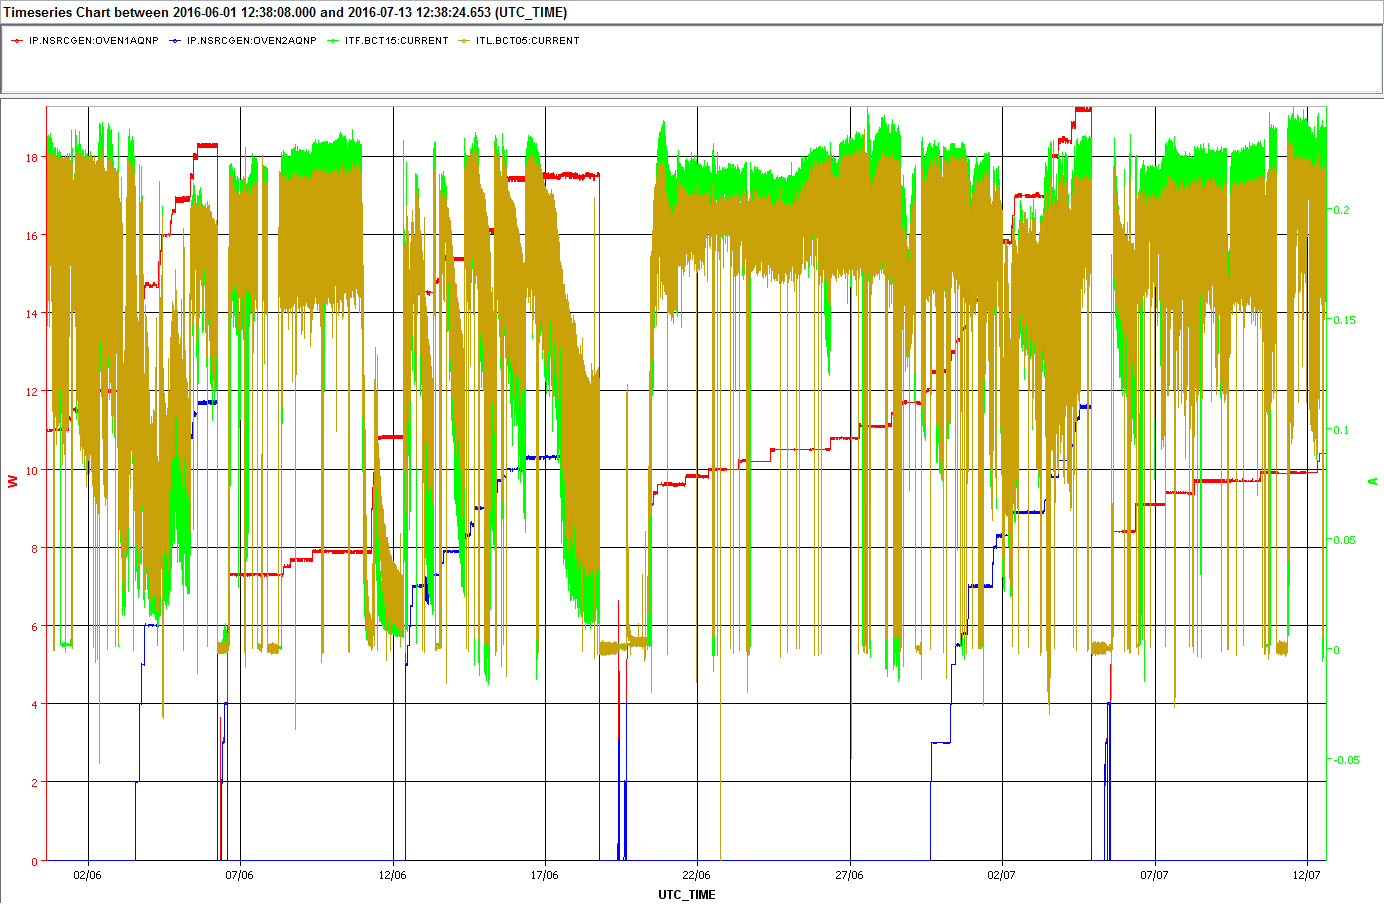 Timeseries Chart between 2016-06-01 12:38:08.000 and 2016-07-13 12:38:24.653 (UTC_TIME)
IP.NSRCGEN:OVEN1AQNP IP.NSRCGEN:OVEN2AQNP ITF.BCT15:CURRENT ITL.BCT05:CURRENT
18
16
14
12
10
8
6
4
2
0
W
0.2
0.15
0.1
0.05
0
-0.05
A
02/06 07/06 12/06 17/06 22/06 27/06 02/07 07/07 12/07
UTC_TIME